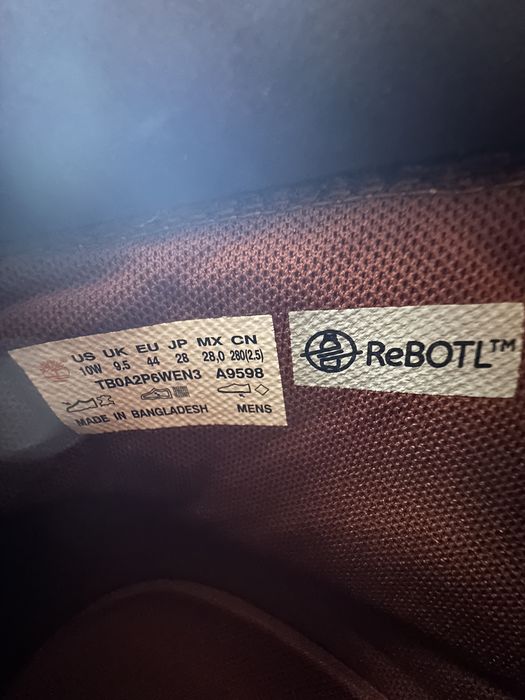 US UK EU JP MX CN
10W 9.5 44 28 28,0 280(2.5)
TB0A2P6WEN3 A9598
MADE IN BANGLADESH MENS
ReBOTL™